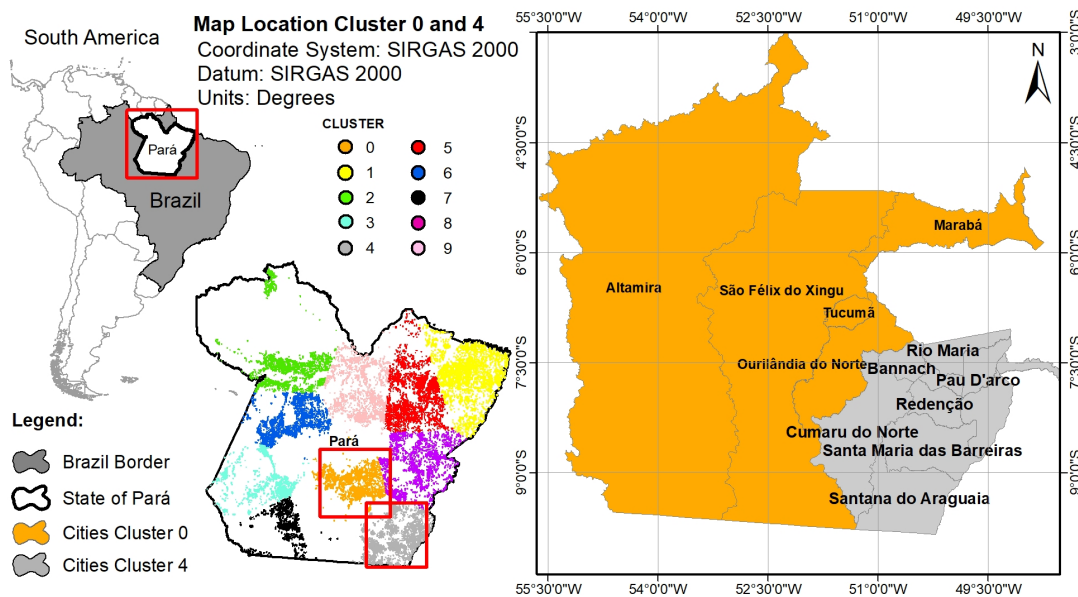 South America
Map Location Cluster 0 and 4
Coordinate System: SIRGAS 2000
Datum: SIRGAS 2000
Units: Degrees
CLUSTER
0 5
1 6
2 7
3 8
4 9
Pará
Brazil
Pará
Legend:
Brazil Border
State of Pará
Cities Cluster 0
Cities Cluster 4
55°30'0"W 54°0'0"W 52°30'0"W 51°0'0"W 49°30'0"W
N
3°0'0"S
4°30'0"S
6°0'0"S
7°30'0"S
9°0'0"S
Marabá
Altamira
São Félix do Xingu
Tucumã
Rio Maria
Ourilândia do Norte
Bannach
Pau D'arco
Redenção
Cumaru do Norte
Santa Maria das Barreiras
Santana do Araguaia
3°0'0"S
4°30'0"S
6°0'0"S
7°30'0"S
9°0'0"S
55°30'0"W 54°0'0"W 52°30'0"W 51°0'0"W 49°30'0"W